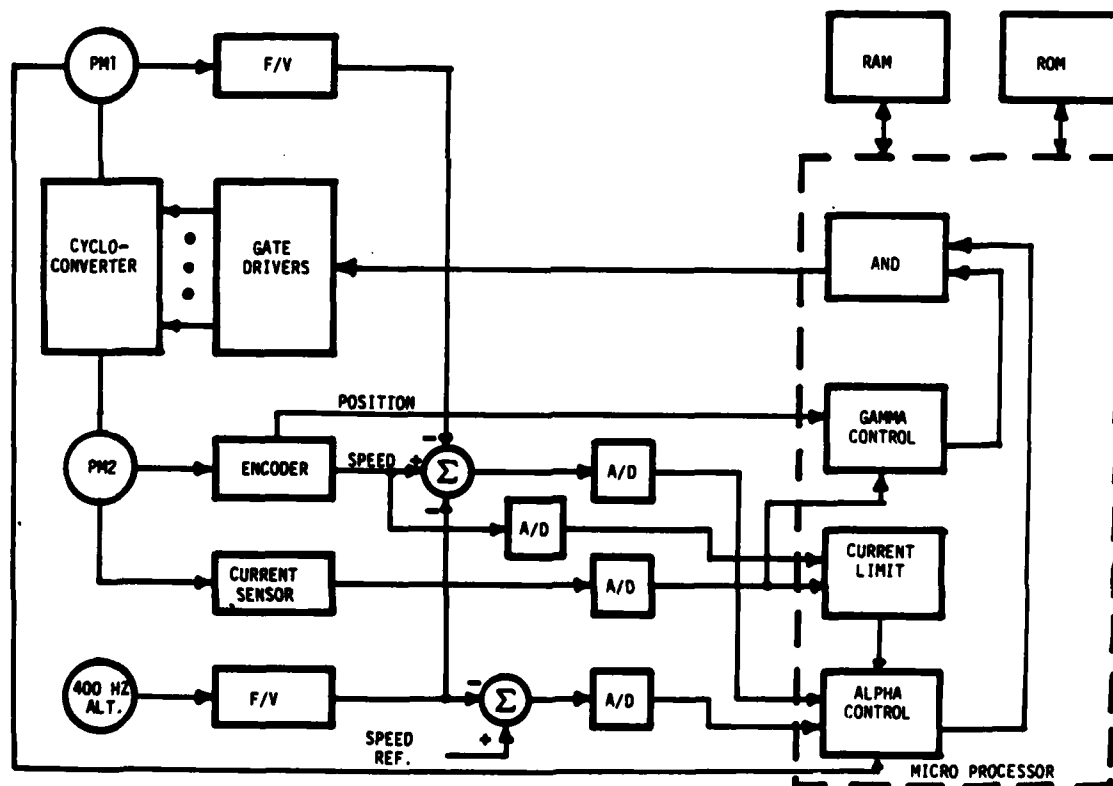 PM1
F/V
RAM
ROM
CYCLO-
CONVERTER
GATE
DRIVERS
AND
POSITION
GAMMA
CONTROL
PM2
ENCODER
SPEED
+
-
-
Σ
A/D
A/D
CURRENT
SENSOR
A/D
CURRENT
LIMIT
400 HZ
ALT.
F/V
-
Σ
+
A/D
ALPHA
CONTROL
SPEED
REF.
MICRO PROCESSOR